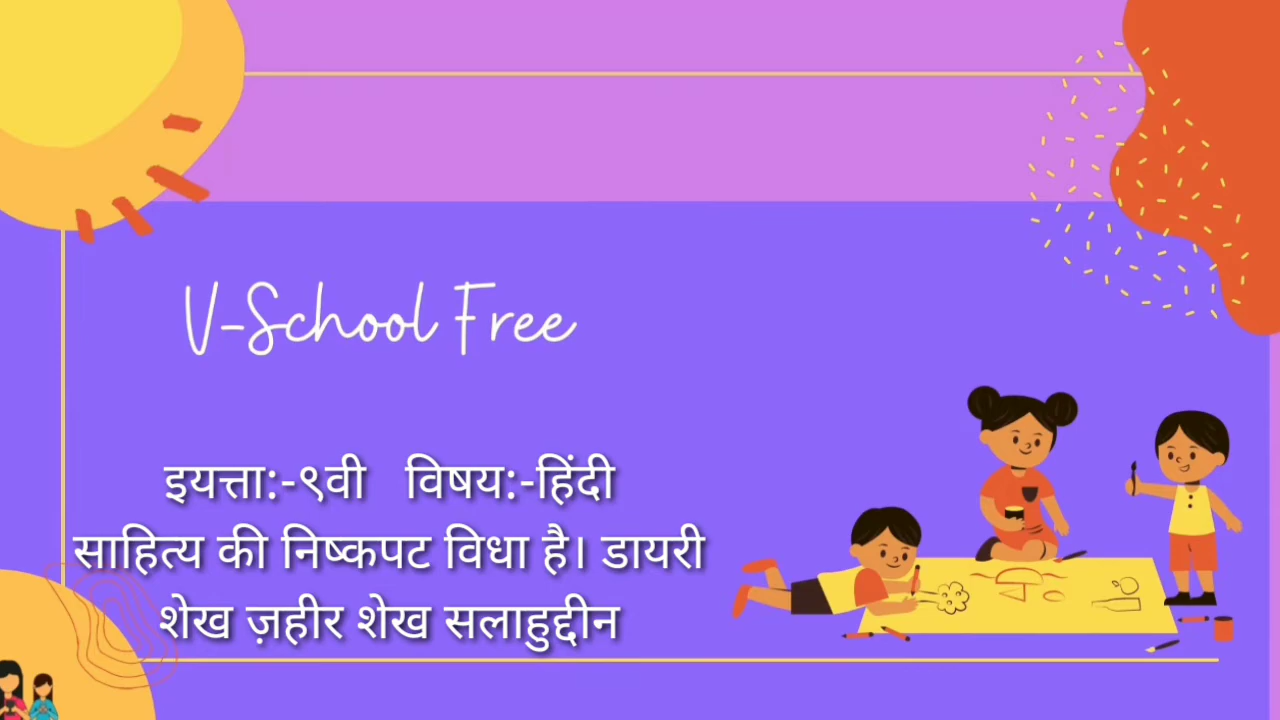 V-School Free
इयत्ता:-९वी विषय:-हिंदी
साहित्य की निष्कपट विधा है। डायरी
शेख ज़हीर शेख सलाहुद्दीन